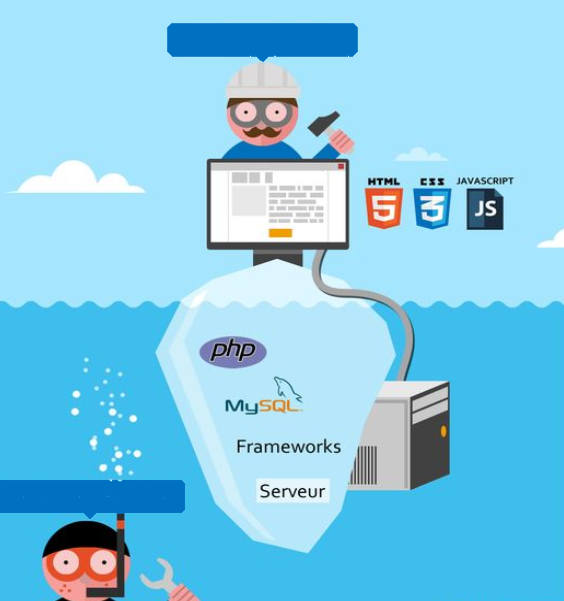 HTML
5
CSS
3
JAVASCRIPT
JS
php
MySQL
Frameworks
Serveur